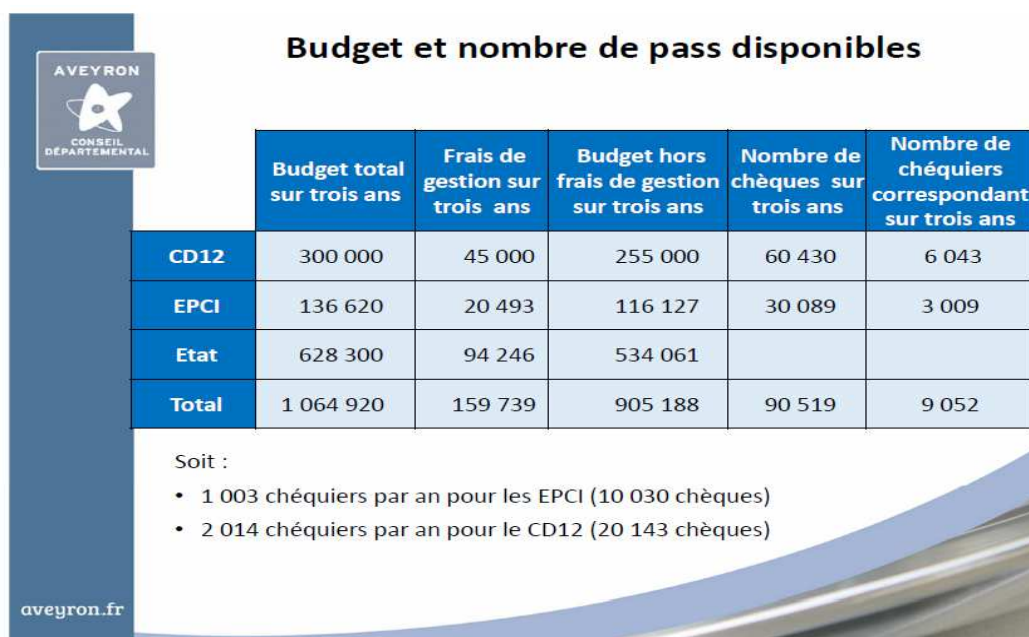 Budget et nombre de pass disponibles
AVEYRON
CONSEIL
DÉPARTEMENTAL
Budget total
sur trois ans
Frais de
gestion sur
trois ans
Budget hors
frais de gestion
sur trois ans
Nombre de
chèques sur
trois ans
Nombre de
chéquiers
correspondant
sur trois ans
CD12 300 000 45 000 255 000 60 430 6 043
EPCI 136 620 20 493 116 127 30 089 3 009
Etat 628 300 94 246 534 061
Total 1 064 920 159 739 905 188 90 519 9 052
Soit :
• 1 003 chéquiers par an pour les EPCI (10 030 chèques)
• 2 014 chéquiers par an pour le CD12 (20 143 chèques)
aveyron.fr